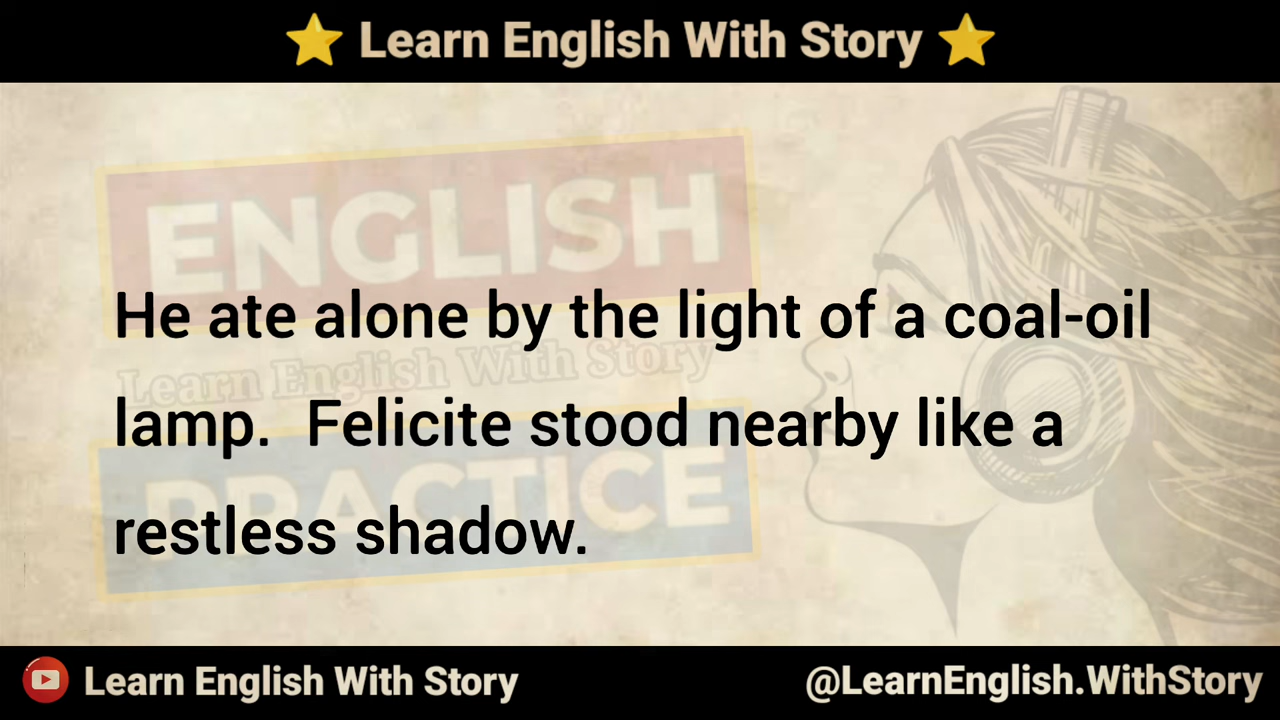 ⭐ Learn English With Story ⭐
ENGLISH
He ate alone by the light of a coal-oil
Learn English With Story
lamp.  Felicite stood nearby like a
PRACTICE
restless shadow.
Learn English With Story
@LearnEnglish.WithStory